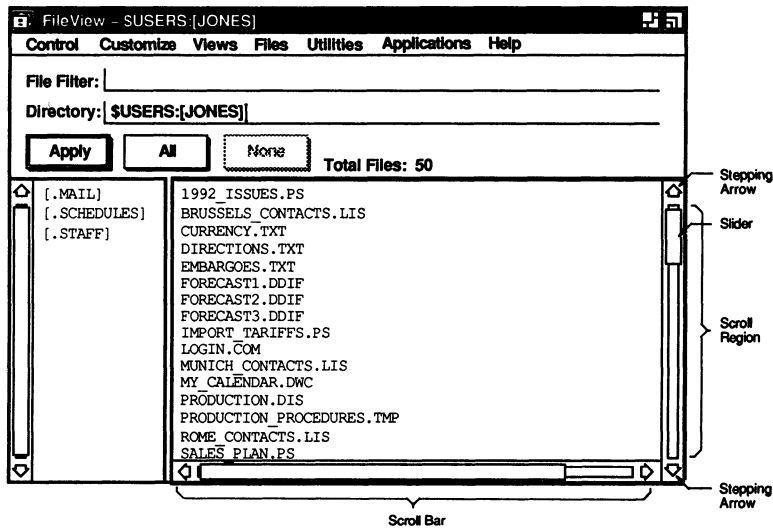 FileView - $USERS:[JONES]
Control Customize Views Files Utilities Applications Help
File Filter:
Directory: $USERS:[JONES]
Apply All None Total Files: 50
[.MAIL]
[.SCHEDULES]
[.STAFF]
1992_ISSUES.PS
BRUSSELS_CONTACTS.LIS
CURRENCY.TXT
DIRECTIONS.TXT
EMBARGOES.TXT
FORECAST1.DDIF
FORECAST2.DDIF
FORECAST3.DDIF
IMPORT_TARIFFS.PS
LOGIN.COM
MUNICH_CONTACTS.LIS
MY_CALENDAR.DWC
PRODUCTION.DIS
PRODUCTION_PROCEDURES.TMP
ROME_CONTACTS.LIS
SALES_PLAN.PS
Stepping
Arrow
Slider
Scroll
Region
Stepping
Arrow
Scroll Bar